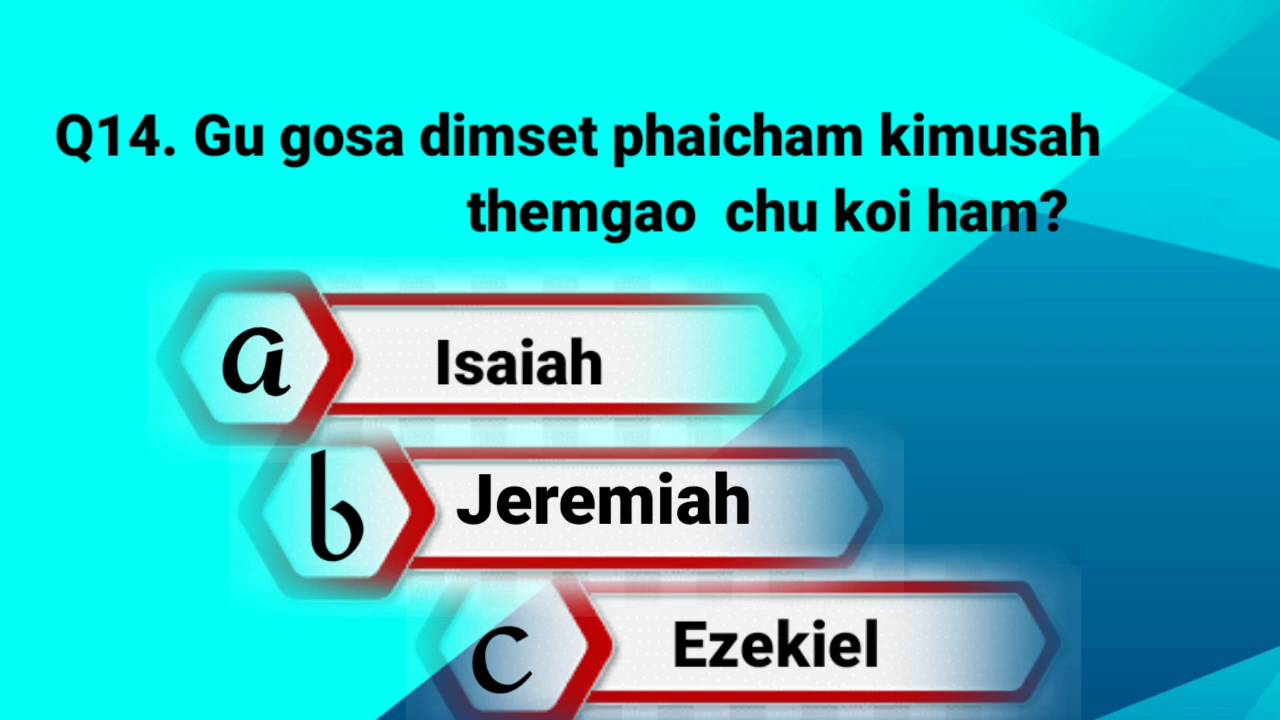 Q14. Gu gosa dimset phaicham kimusah
themgao chu koi ham?
a Isaiah
b Jeremiah
c Ezekiel